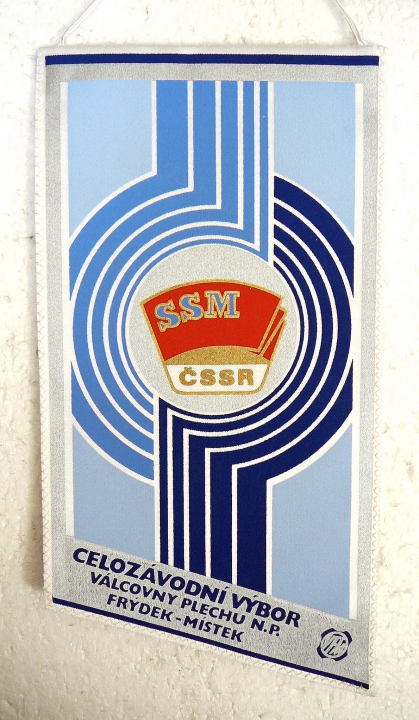 SSM
ČSSR
CELOZÁVODNÍ VÝBOR
VÁLCOVNY PLECHU N.P.
FRÝDEK-MÍSTEK